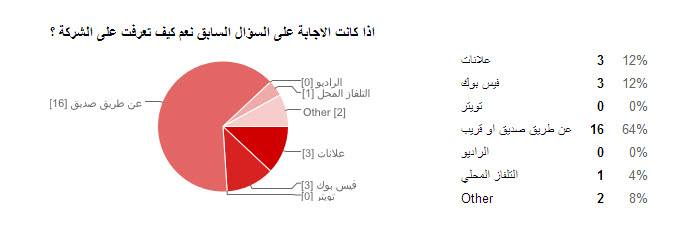 اذا كانت الاجابة على السؤال السابق نعم كيف تعرفت على الشركة ؟
الراديو [0]
التلفاز المحل [1]
Other [2]
عن طريق صديق [16]
علانات [3]
فيس بوك [3]
تويتر [0]
علانات 3 12%
فيس بوك 3 12%
تويتر 0 0%
عن طريق صديق او قريب 16 64%
الراديو 0 0%
التلفاز المحلي 1 4%
Other 2 8%